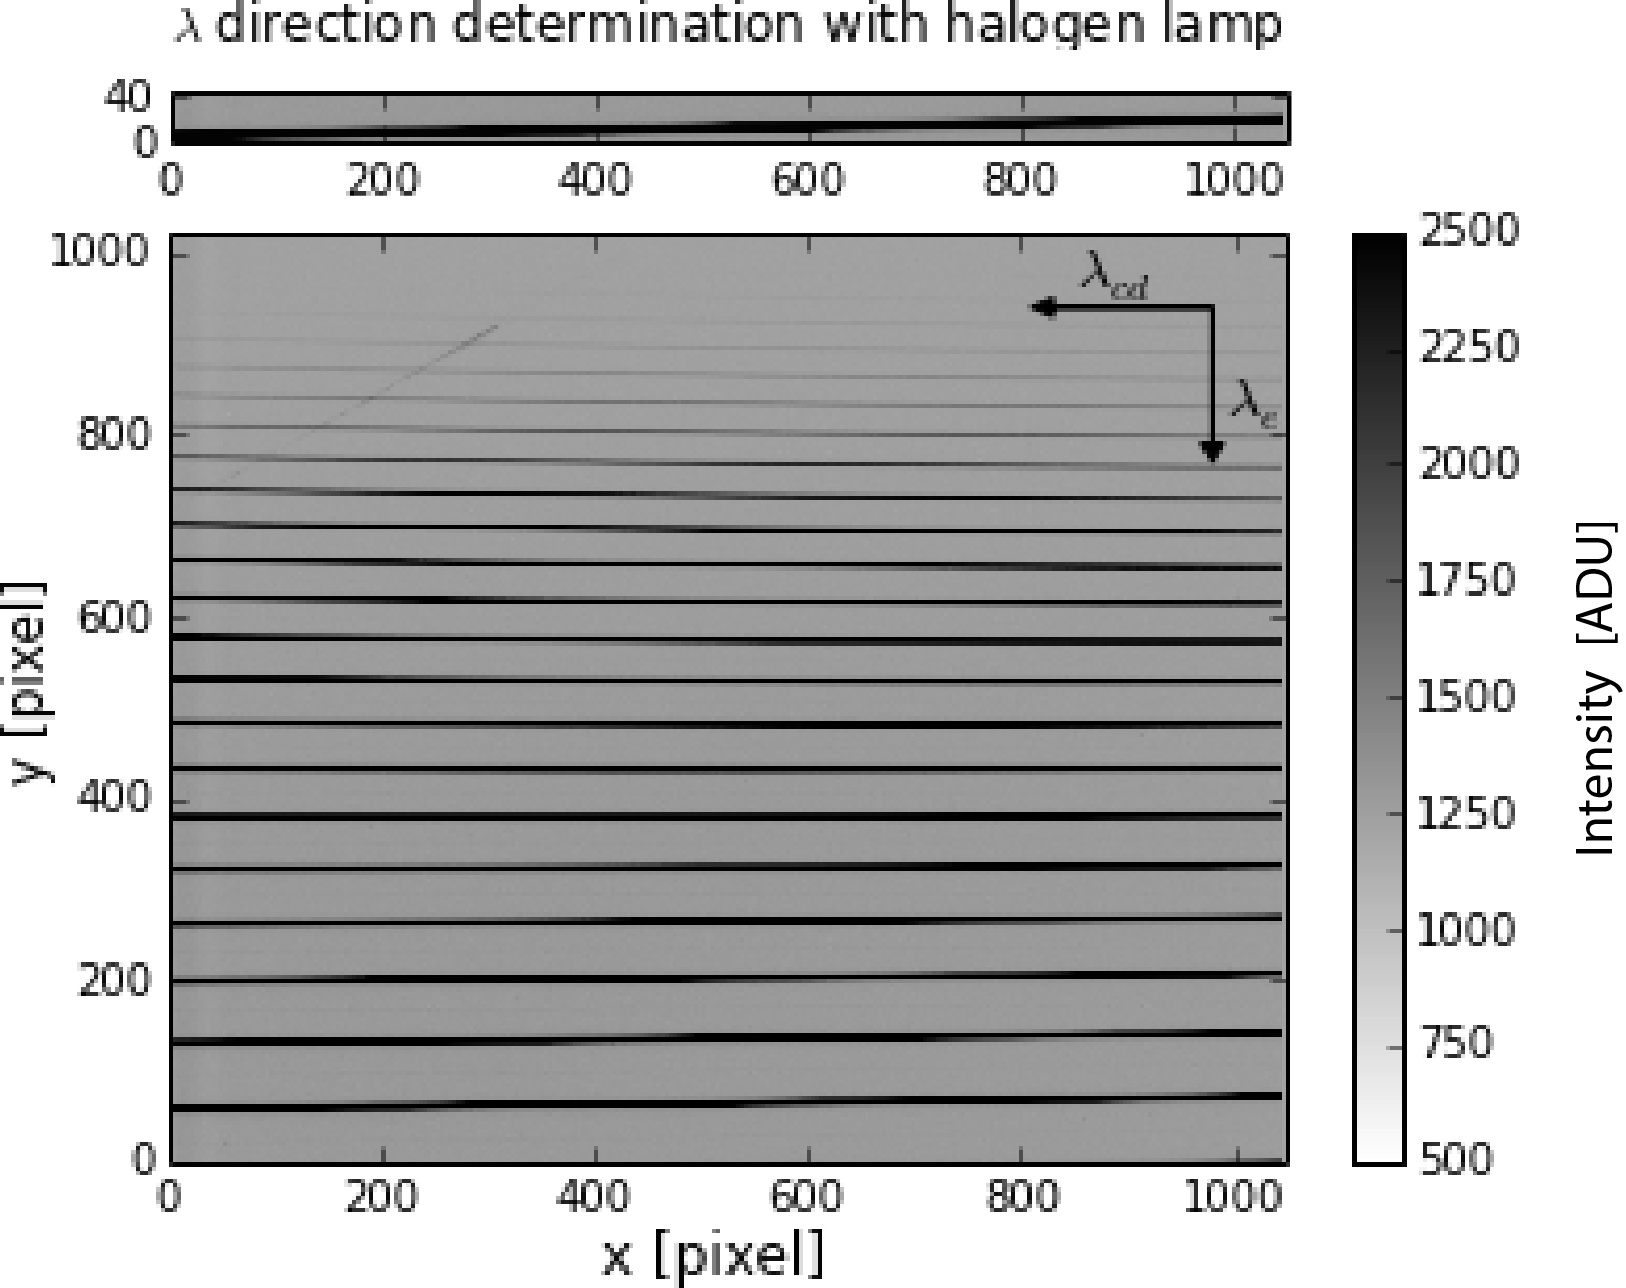 λ direction determination with halogen lamp
40
0
0 200 400 600 800 1000
1000
800
600
400
200
0
0 200 400 600 800 1000
x [pixel]
y [pixel]
λcd
λe
2500
2250
2000
1750
1500
1250
1000
750
500
Intensity [ADU]